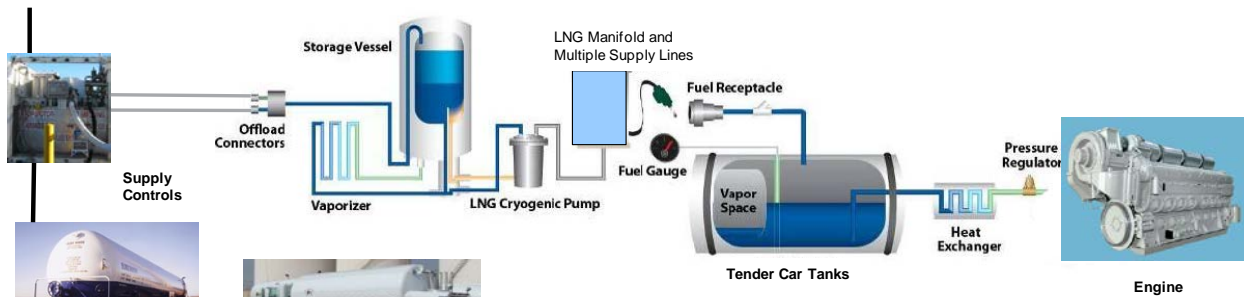 Storage Vessel
LNG Manifold and
Multiple Supply Lines
Fuel Receptacle
Offload
Connectors
Supply
Controls
Vaporizer
LNG Cryogenic Pump
Fuel Gauge
Vapor
Space
Tender Car Tanks
Heat
Exchanger
Pressure
Regulator
Engine